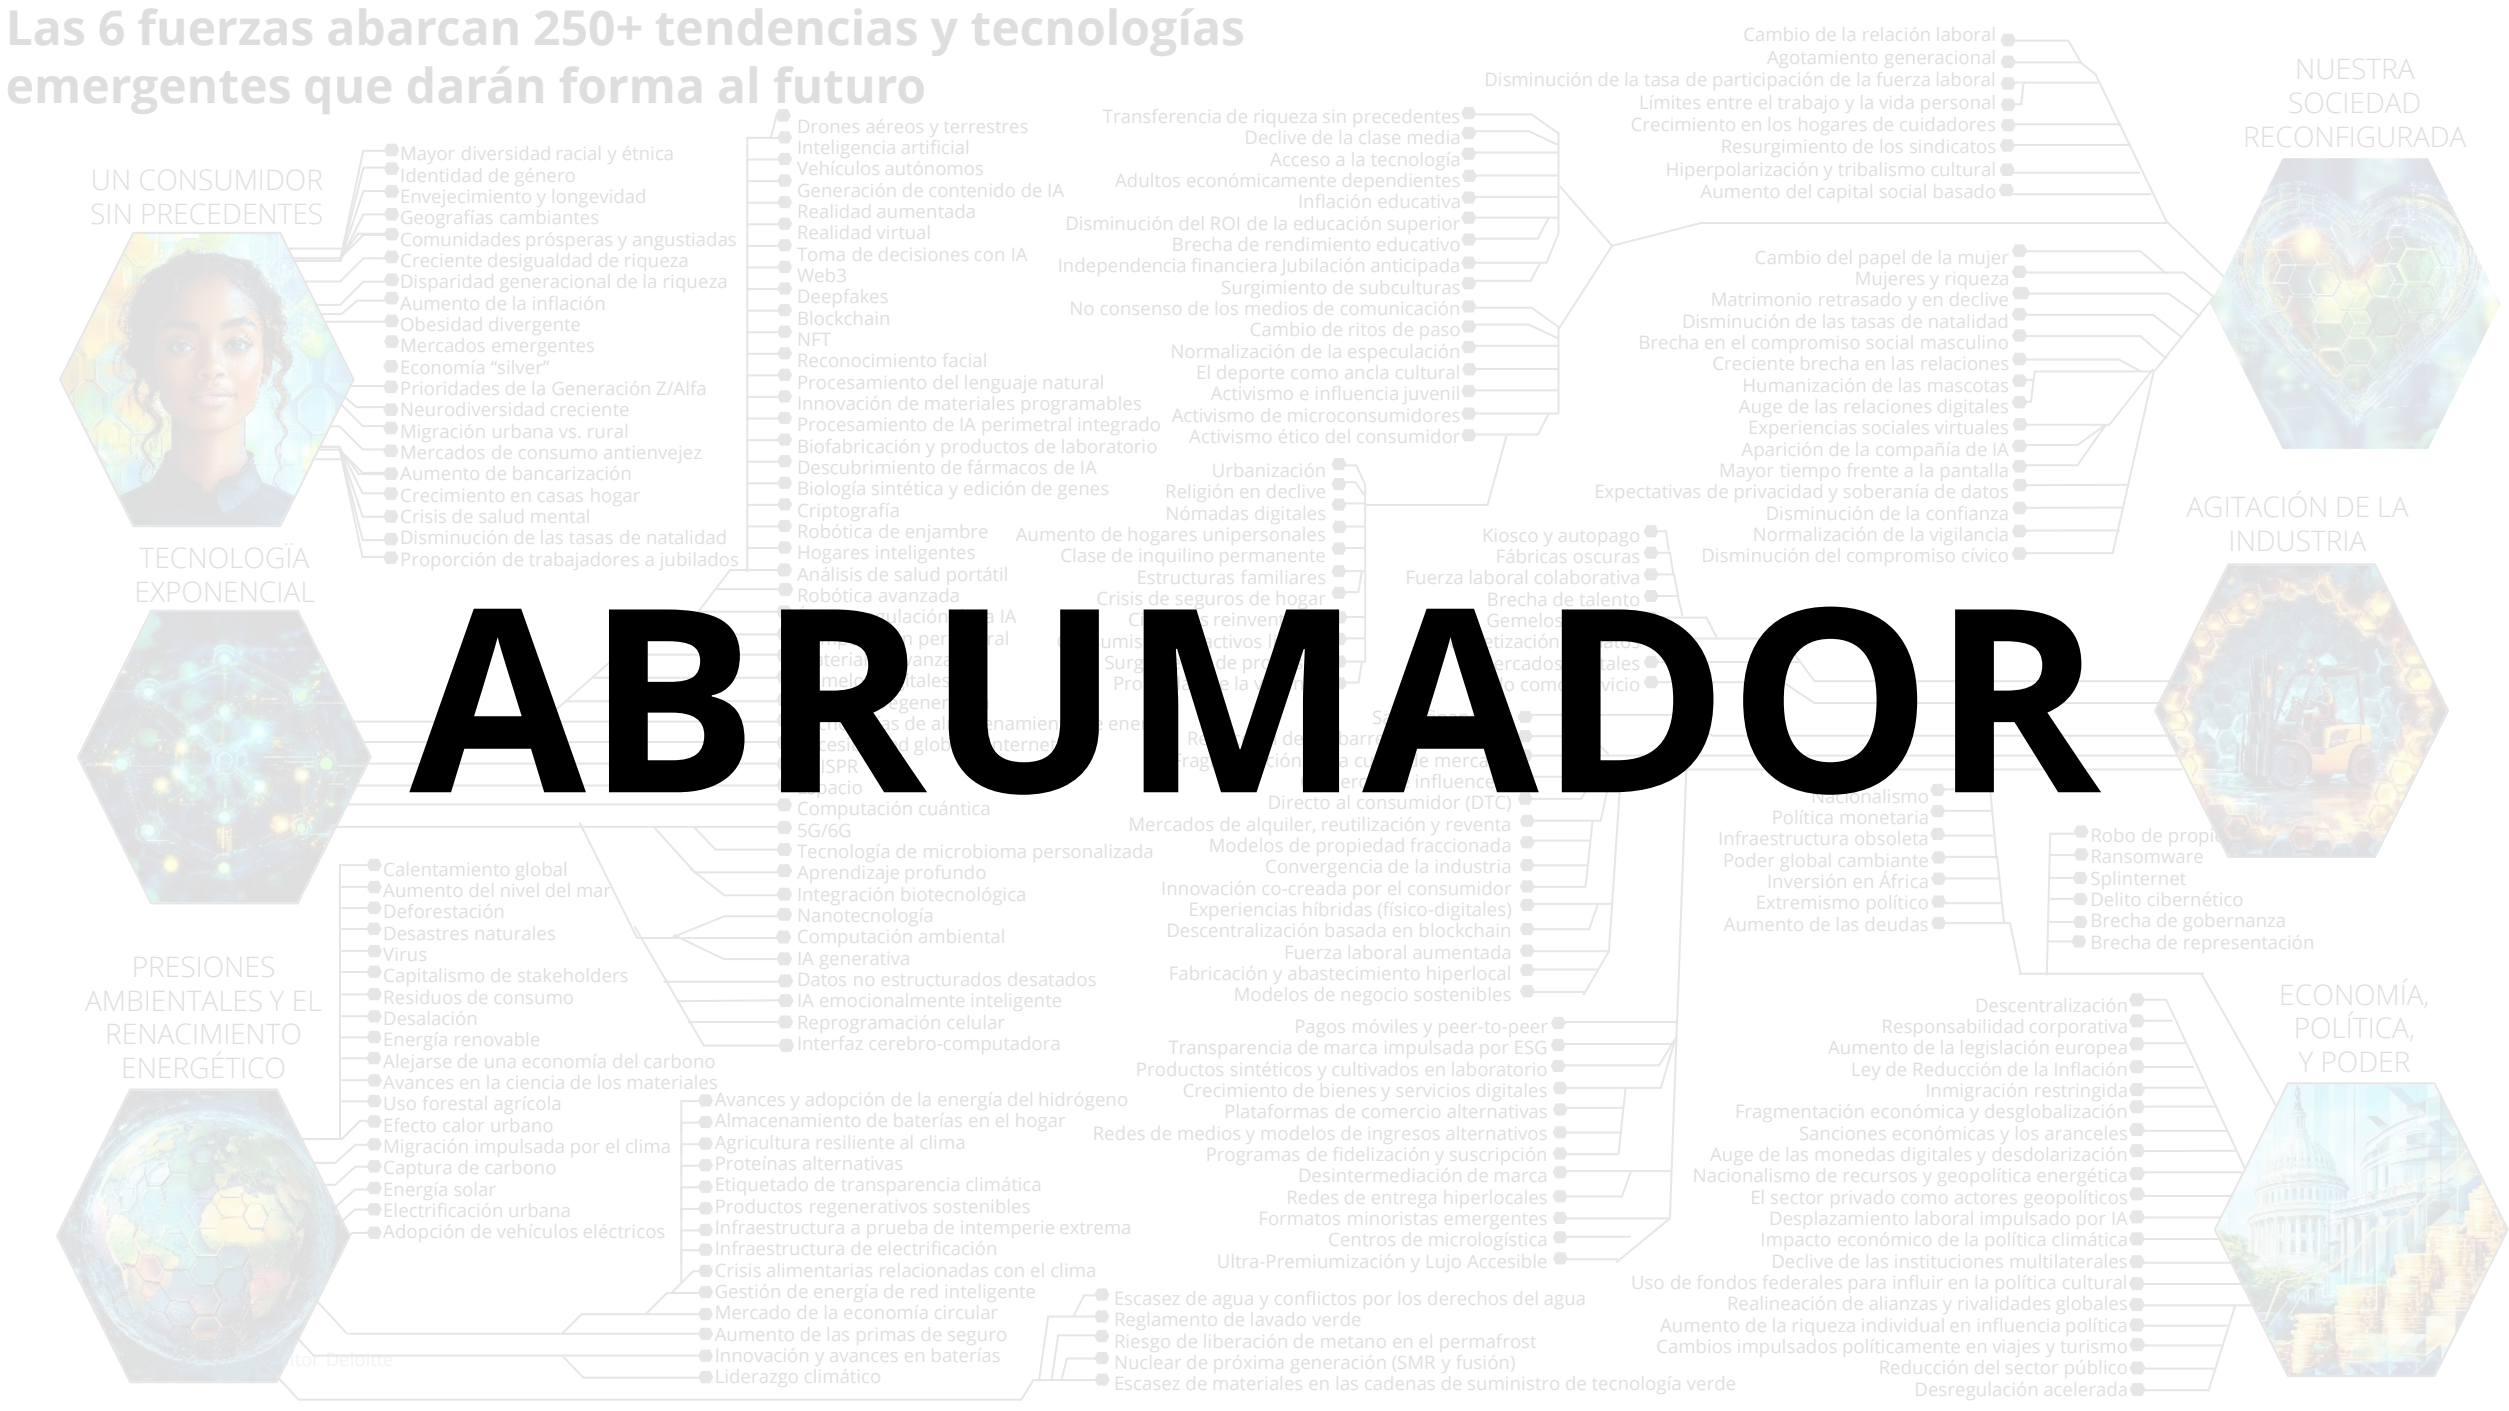 Las 6 fuerzas abarcan 250+ tendencias y tecnologías
emergentes que darán forma al futuro
UN CONSUMIDOR
SIN PRECEDENTES
Mayor diversidad racial y étnica
Identidad de género
Envejecimiento y longevidad
Geografías cambiantes
Comunidades prósperas y angustiadas
Creciente desigualdad de riqueza
Disparidad generacional de la riqueza
Aumento de la inflación
Obesidad divergente
Mercados emergentes
Economía “silver”
Prioridades de la Generación Z/Alfa
Neurodiversidad creciente
Migración urbana vs. rural
Mercados de consumo antienvejez
Aumento de bancarización
Crecimiento en casas hogar
Crisis de salud mental
Disminución de las tasas de natalidad
Proporción de trabajadores a jubilados
TECNOLOGÏA
EXPONENCIAL
Drones aéreos y terrestres
Inteligencia artificial
Vehículos autónomos
Generación de contenido de IA
Realidad aumentada
Realidad virtual
Toma de decisiones con IA
Web3
Deepfakes
Blockchain
NFT
Reconocimiento facial
Procesamiento del lenguaje natural
Innovación de materiales programables
Procesamiento de IA perimetral integrado
Biofabricación y productos de laboratorio
Descubrimiento de fármacos de IA
Biología sintética y edición de genes
Criptografía
Robótica de enjambre
Hogares inteligentes
Análisis de salud portátil
Robótica avanzada
IA
Computación cuántica
5G/6G
Tecnología de microbioma personalizada
Aprendizaje profundo
Integración biotecnológica
Nanotecnología
Computación ambiental
IA generativa
Datos no estructurados desatados
IA emocionalmente inteligente
Reprogramación celular
Interfaz cerebro-computadora
PRESIONES
AMBIENTALES Y EL
RENACIMIENTO
ENERGÉTICO
Calentamiento global
Aumento del nivel del mar
Deforestación
Desastres naturales
Virus
Capitalismo de stakeholders
Residuos de consumo
Desalación
Energía renovable
Alejarse de una economía del carbono
Avances en la ciencia de los materiales
Uso forestal agrícola
Efecto calor urbano
Migración impulsada por el clima
Captura de carbono
Energía solar
Electrificación urbana
Adopción de vehículos eléctricos
Avances y adopción de la energía del hidrógeno
Almacenamiento de baterías en el hogar
Agricultura resiliente al clima
Proteínas alternativas
Etiquetado de transparencia climática
Productos regenerativos sostenibles
Infraestructura a prueba de intemperie extrema
Infraestructura de electrificación
Crisis alimentarias relacionadas con el clima
Gestión de energía de red inteligente
Mercado de la economía circular
Aumento de las primas de seguro
Innovación y avances en baterías
Liderazgo climático
Escasez de agua y conflictos por los derechos del agua
Reglamento de lavado verde
Riesgo de liberación de metano en el permafrost
Nuclear de próxima generación (SMR y fusión)
Escasez de materiales en las cadenas de suministro de tecnología verde
Deloitte
Transferencia de riqueza sin precedentes
Declive de la clase media
Acceso a la tecnología
Adultos económicamente dependientes
Inflación educativa
Disminución del ROI de la educación superior
Brecha de rendimiento educativo
Independencia financiera Jubilación anticipada
Surgimiento de subculturas
No consenso de los medios de comunicación
Cambio de ritos de paso
Normalización de la especulación
El deporte como ancla cultural
Activismo e influencia juvenil
Activismo de microconsumidores
Activismo ético del consumidor
Urbanización
Religión en declive
Nómadas digitales
Aumento de hogares unipersonales
Clase de inquilino permanente
Estructuras familiares
Crisis de seguros de hogar
NUESTRA
SOCIEDAD
RECONFIGURADA
Cambio de la relación laboral
Agotamiento generacional
Disminución de la tasa de participación de la fuerza laboral
Límites entre el trabajo y la vida personal
Crecimiento en los hogares de cuidadores
Resurgimiento de los sindicatos
Hiperpolarización y tribalismo cultural
Aumento del capital social basado
Cambio del papel de la mujer
Mujeres y riqueza
Matrimonio retrasado y en declive
Disminución de las tasas de natalidad
Brecha en el compromiso social masculino
Creciente brecha en las relaciones
Humanización de las mascotas
Auge de las relaciones digitales
Experiencias sociales virtuales
Aparición de la compañía de IA
Mayor tiempo frente a la pantalla
Expectativas de privacidad y soberanía de datos
Disminución de la confianza
Normalización de la vigilancia
Disminución del compromiso cívico
AGITACIÓN DE LA
INDUSTRIA
Kiosco y autopago
Fábricas oscuras
Fuerza laboral colaborativa
Brecha de talento
Gemelos
ABRUMADOR
Directo al consumidor (DTC)
Mercados de alquiler, reutilización y reventa
Modelos de propiedad fraccionada
Convergencia de la industria
Innovación co-creada por el consumidor
Experiencias híbridas (físico-digitales)
Descentralización basada en blockchain
Fuerza laboral aumentada
Fabricación y abastecimiento hiperlocal
Modelos de negocio sostenibles
Pagos móviles y peer-to-peer
Transparencia de marca impulsada por ESG
Productos sintéticos y cultivados en laboratorio
Crecimiento de bienes y servicios digitales
Plataformas de comercio alternativas
Redes de medios y modelos de ingresos alternativos
Programas de fidelización y suscripción
Desintermediación de marca
Redes de entrega hiperlocales
Formatos minoristas emergentes
Centros de micrologística
Ultra-Premiumización y Lujo Accesible
ECONOMÍA,
POLÍTICA,
Y PODER
Nacionalismo
Política monetaria
Infraestructura obsoleta
Poder global cambiante
Inversión en África
Extremismo político
Aumento de las deudas
Robo de
Ransomware
Splinternet
Delito cibernético
Brecha de gobernanza
Brecha de representación
Descentralización
Responsabilidad corporativa
Aumento de la legislación europea
Ley de Reducción de la Inflación
Inmigración restringida
Fragmentación económica y desglobalización
Sanciones económicas y los aranceles
Auge de las monedas digitales y desdolarización
Nacionalismo de recursos y geopolítica energética
El sector privado como actores geopolíticos
Desplazamiento laboral impulsado por IA
Impacto económico de la política climática
Declive de las instituciones multilaterales
Uso de fondos federales para influir en la política cultural
Realineación de alianzas y rivalidades globales
Aumento de la riqueza individual en influencia política
Cambios impulsados políticamente en viajes y turismo
Reducción del sector público
Desregulación acelerada